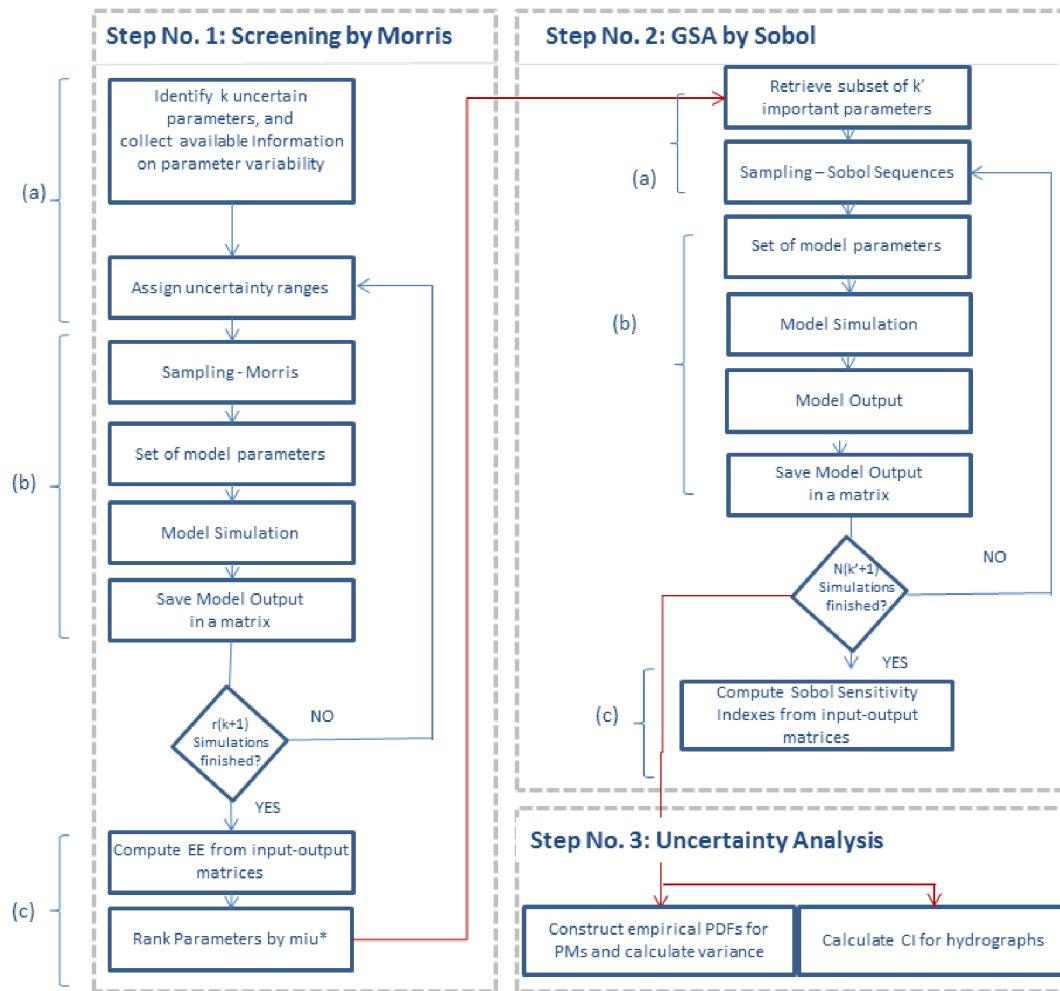 Step No. 1: Screening by Morris
(a)
Identify k uncertain
parameters, and
collect available Information
on parameter variability
Assign uncertainty ranges
(b)
Sampling - Morris
Set of model parameters
Model Simulation
Save Model Output
in a matrix
r(k+1)
Simulations
finished?
NO
YES
(c)
Compute EE from input-output
matrices
Rank Parameters by miu*
Step No. 2: GSA by Sobol
(a)
Retrieve subset of k'
important parameters
Sampling – Sobol Sequences
(b)
Set of model parameters
Model Simulation
Model Output
Save Model Output
in a matrix
N(k'+1)
Simulations
finished?
NO
YES
(c)
Compute Sobol Sensitivity
Indexes from input-output
matrices
Step No. 3: Uncertainty Analysis
Construct empirical PDFs for
PMs and calculate variance
Calculate CI for hydrographs